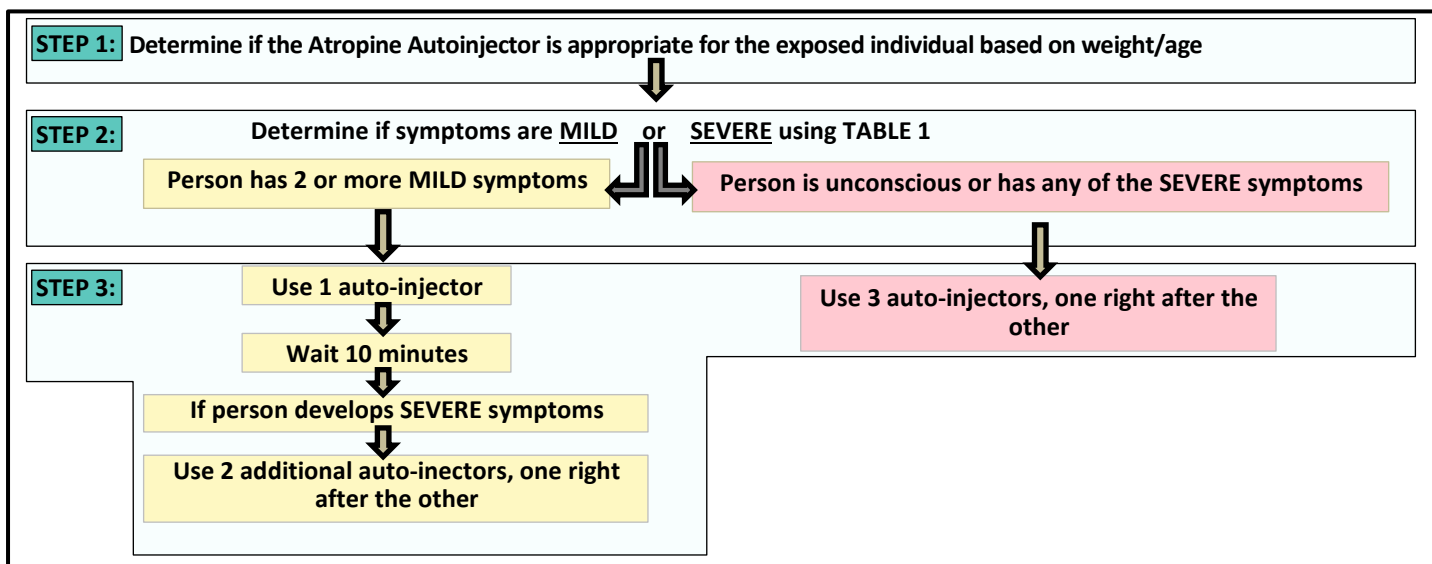 STEP 1: Determine if the Atropine Autoinjector is appropriate for the exposed individual based on weight/age
STEP 2:
Determine if symptoms are MILD or SEVERE using TABLE 1
Person has 2 or more MILD symptoms
Person is unconscious or has any of the SEVERE symptoms
STEP 3:
Use 1 auto-injector
Wait 10 minutes
If person develops SEVERE symptoms
Use 2 additional auto-inectors, one right
after the other
Use 3 auto-injectors, one right after the
other